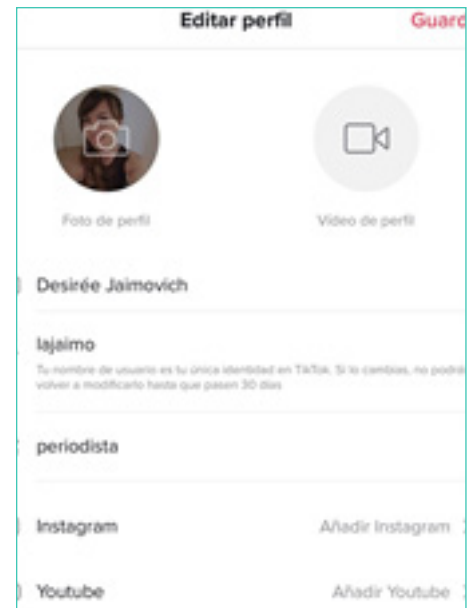 Editar perfil Guard
Foto de perfil Vídeo de perfil
Desirée Jaimovich
lajaimo
Tu nombre de usuario es tu única identidad en TikTok. Si lo cambias, no podrás
volver a modificarlo hasta que pasen 30 días
periodista
Instagram Añadir Instagram
Youtube Añadir Youtube